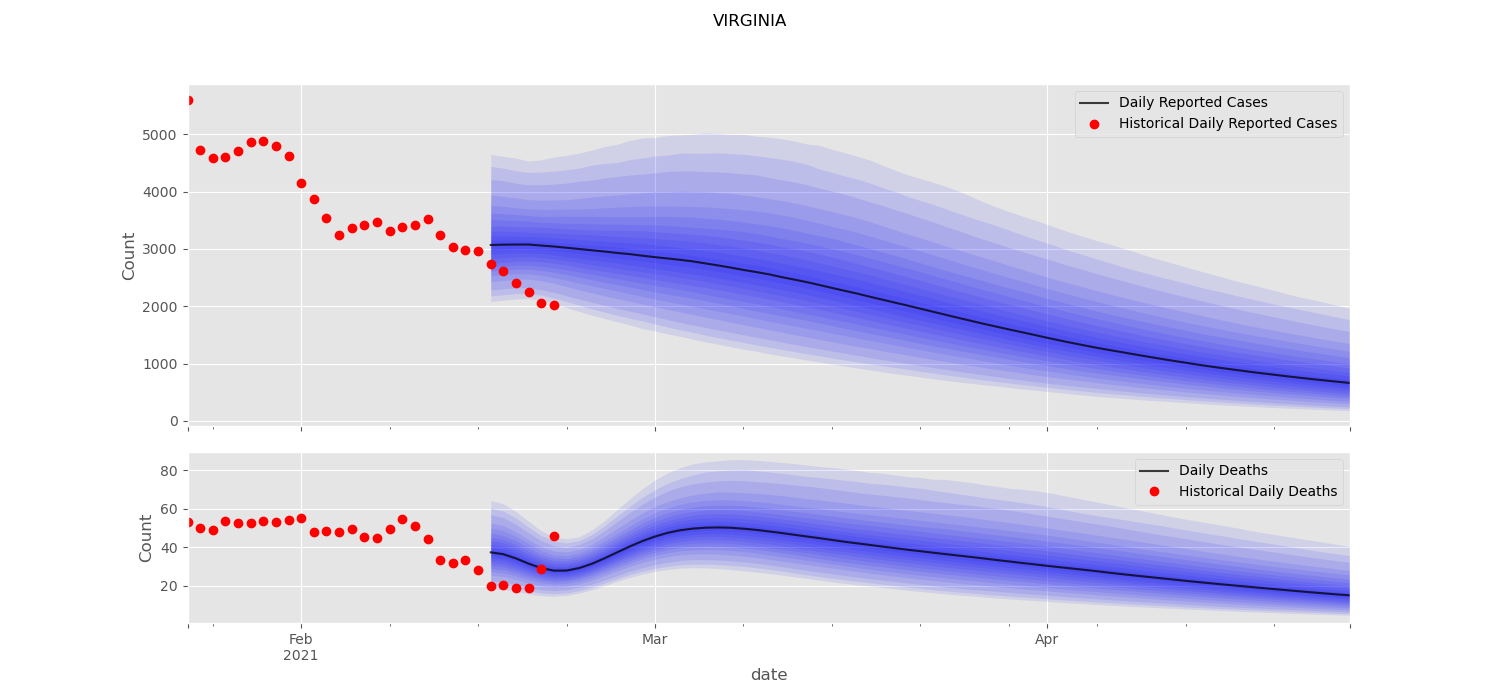 VIRGINIA
Daily Reported Cases
Historical Daily Reported Cases
5000
4000
3000
2000
1000
0
Count
Daily Deaths
Historical Daily Deaths
80
60
40
20
Count
Feb
2021
Mar
Apr
date